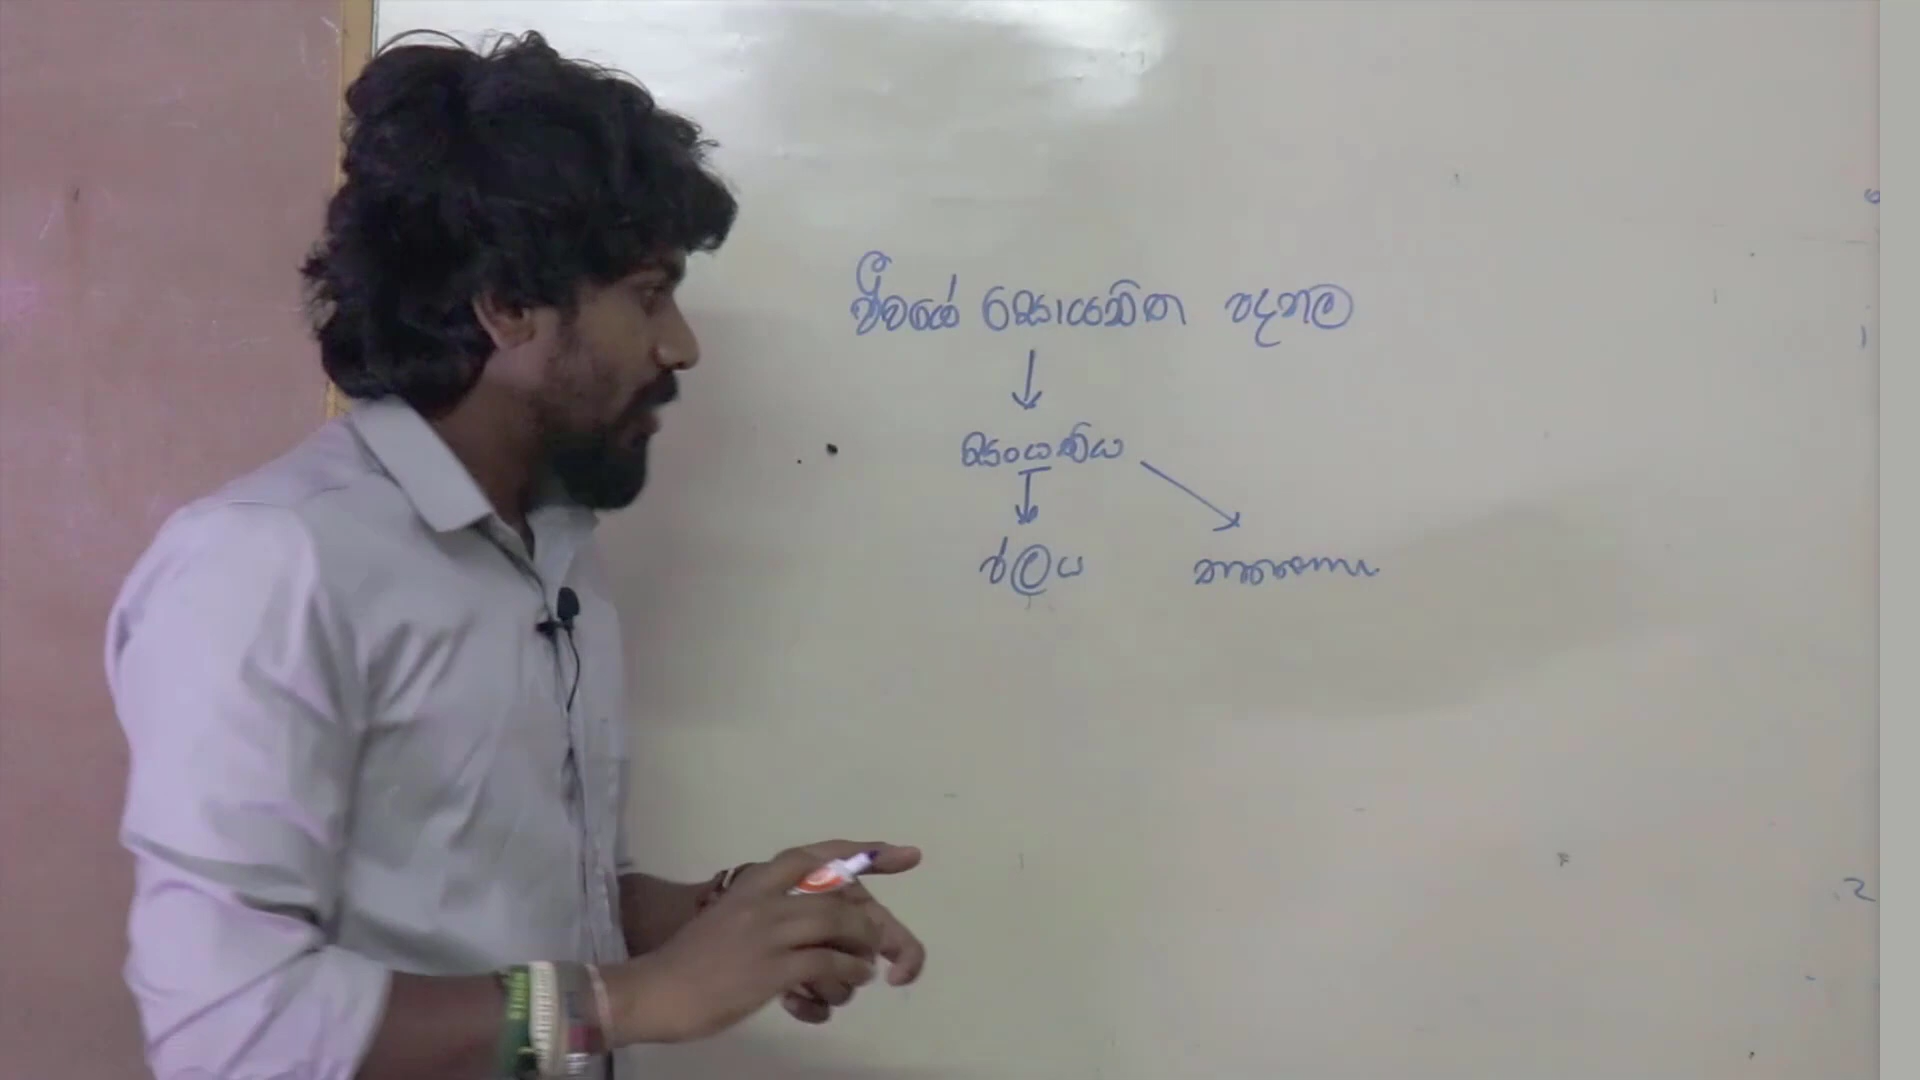 ජීවයේ රසායනික පදනම
සංයුතිය
ජලය